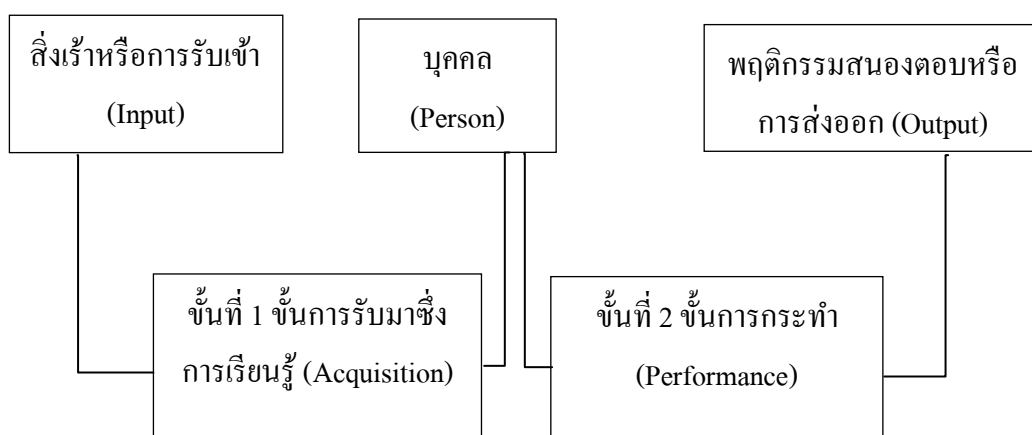 สิ่งเร้าหรือการรับเข้า
(Input)
บุคคล
(Person)
พฤติกรรมสนองตอบหรือ
การส่งออก (Output)
ขั้นที่ 1 ขั้นการรับมาซึ่ง
การเรียนรู้ (Acquisition)
ขั้นที่ 2 ขั้นการกระทำ
(Performance)